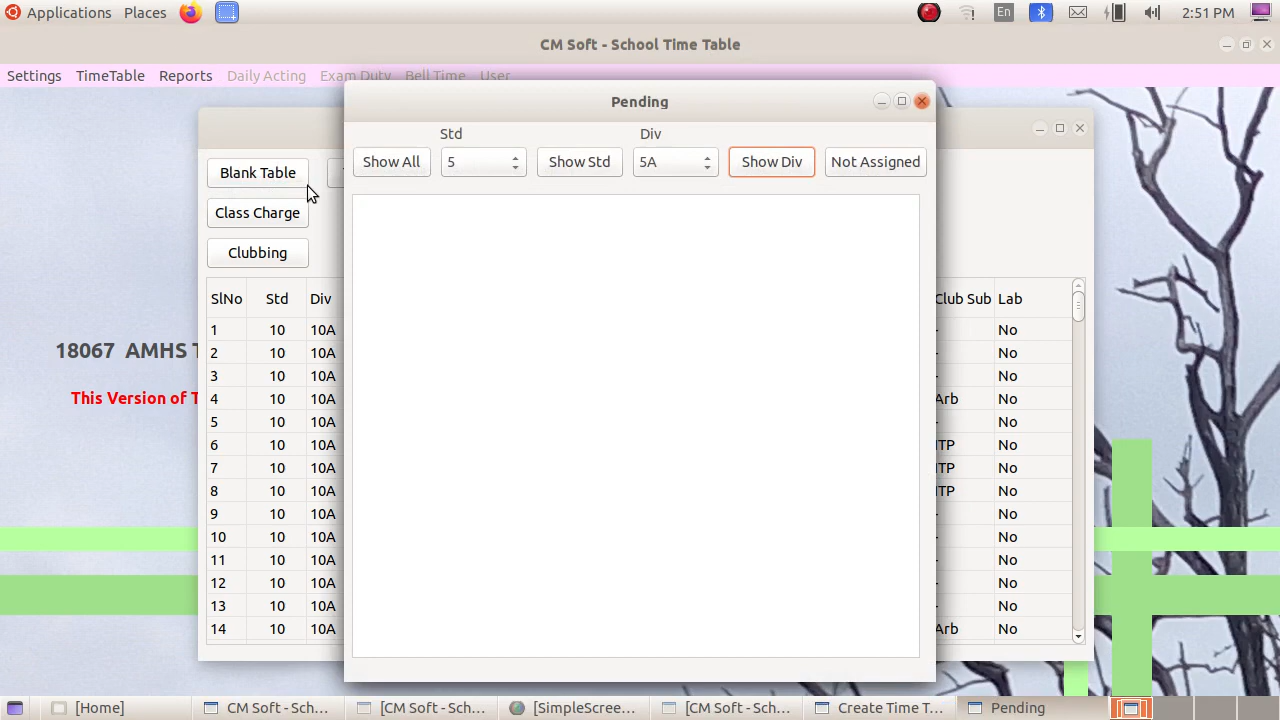 Applications Places En 2:51 PM
CM Soft - School Time Table
Settings TimeTable Reports Daily Acting Exam Duty Bell Time User
Pending
Std Div
Show All 5 Show Std 5A Show Div Not Assigned
Blank Table
Class Charge
Clubbing
SlNo Std Div Club Sub Lab
1 10 10A - No
2 10 10A - No
3 10 10A - No
4 10 10A Arb No
5 10 10A - No
6 10 10A ITP No
7 10 10A ITP No
8 10 10A ITP No
9 10 10A - No
10 10 10A - No
11 10 10A - No
12 10 10A - No
13 10 10A - No
14 10 10A Arb No
18067 AMHS T
This Version of T
[Home] CM Soft - Sch... [CM Soft - Sch... [SimpleScree... [CM Soft - Sch... Create Time T... Pending